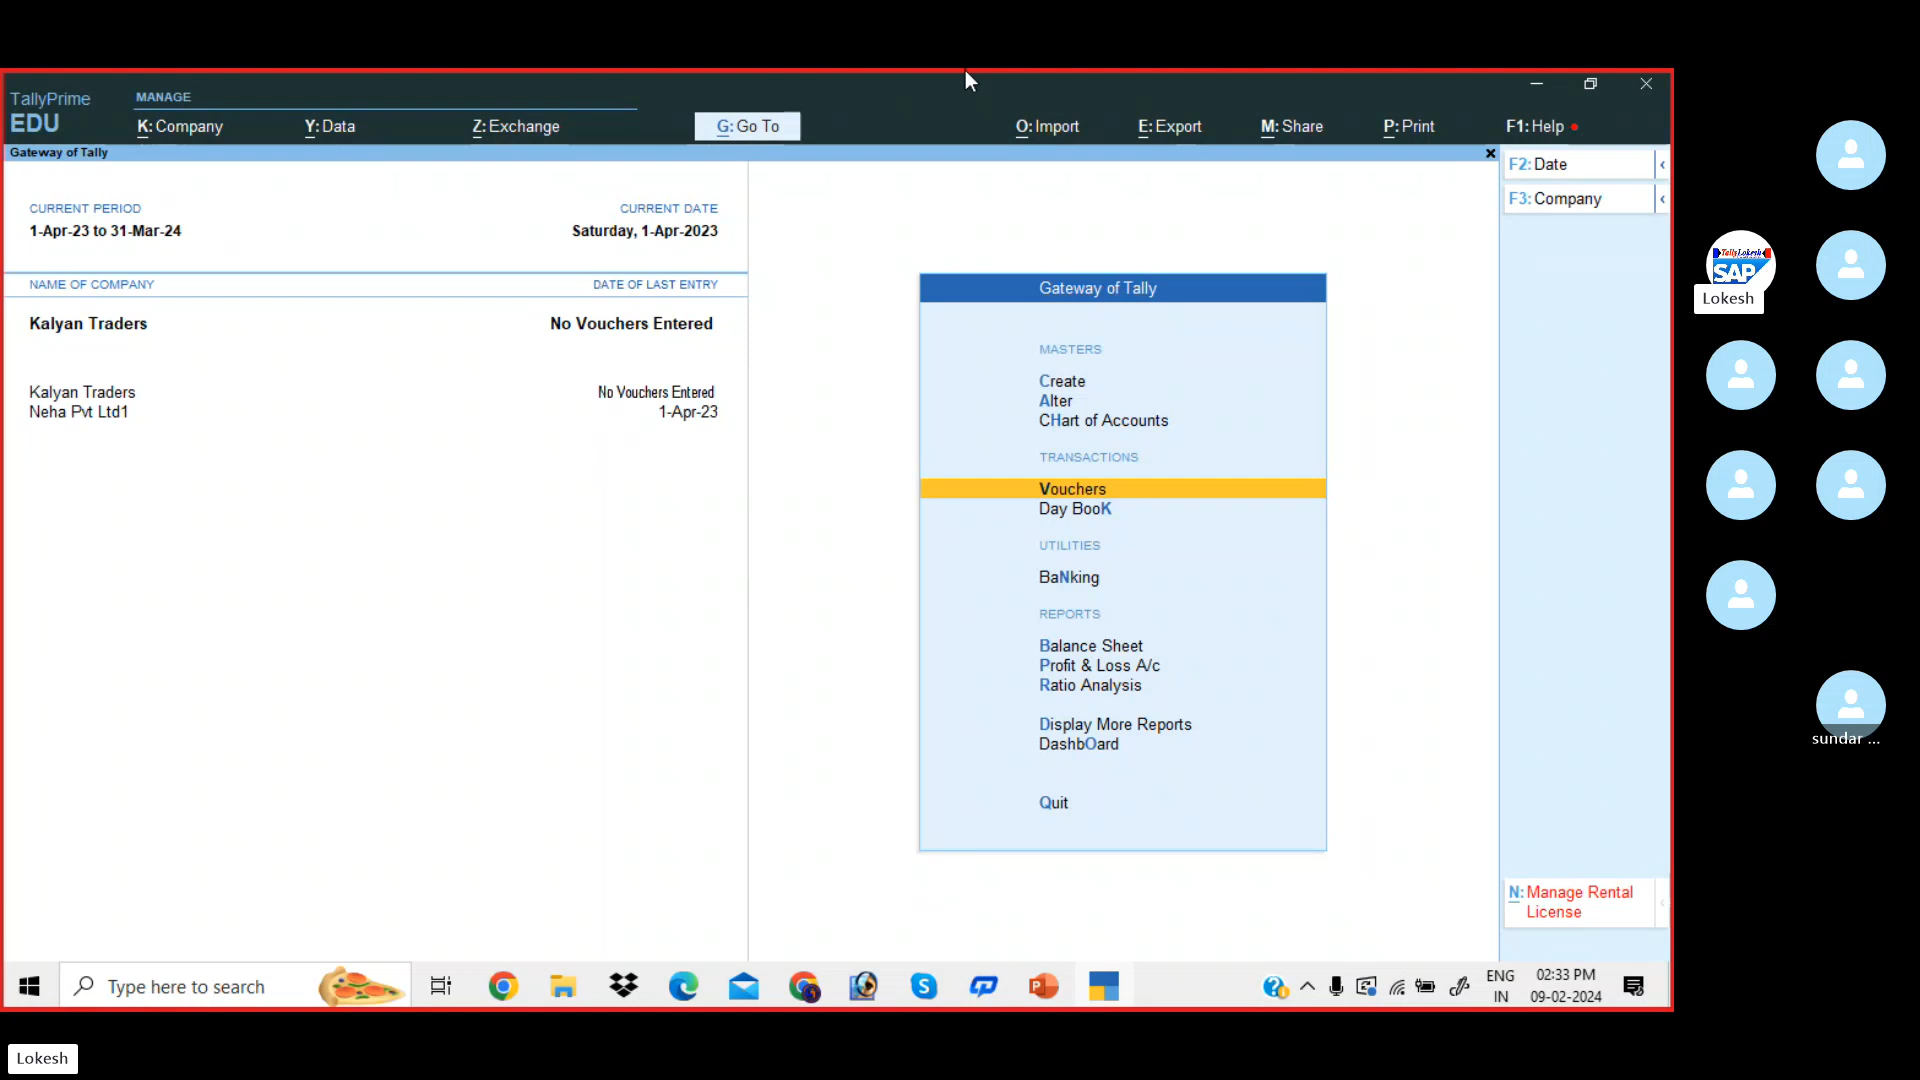 TallyPrime
EDU
MANAGE
K: Company
Y: Data
Z: Exchange
G: Go To
O: Import
E: Export
M: Share
P: Print
F1: Help
Gateway of Tally
F2: Date
F3: Company
CURRENT PERIOD
CURRENT DATE
1-Apr-23 to 31-Mar-24
Saturday, 1-Apr-2023
NAME OF COMPANY
DATE OF LAST ENTRY
Kalyan Traders
No Vouchers Entered
Kalyan Traders
No Vouchers Entered
Neha Pvt Ltd1
1-Apr-23
Gateway of Tally
MASTERS
Create
Alter
CHart of Accounts
TRANSACTIONS
Vouchers
Day BooK
UTILITIES
BaNking
REPORTS
Balance Sheet
Profit & Loss A/c
Ratio Analysis
Display More Reports
DashbOard
Quit
N: Manage Rental
License
Type here to search
ENG
IN
02:33 PM
09-02-2024
TallyLokesh
SAP
Lokesh
sundar ...
Lokesh